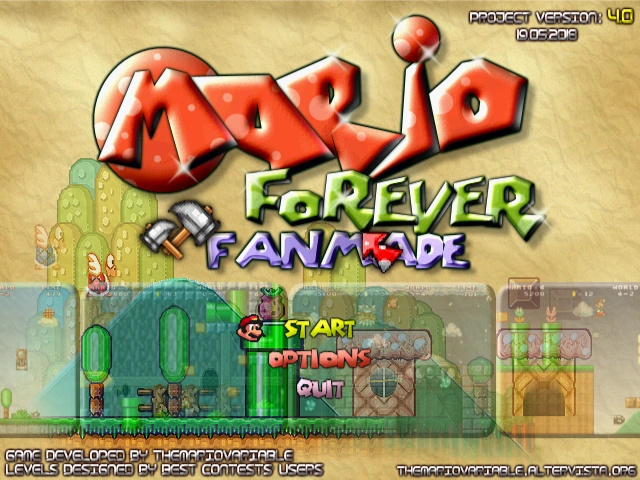 PROJECT VERSION: 4.0
19.05.2018
MARIO
FOREVER
FANMADE
START
OPTIONS
QUIT
GAME DEVELOPED BY THEMARIOVARIABLE
LEVELS DESIGNED BY BEST CONTESTS USERS
THEMARIOVARIABLE.ALTERVISTA.ORG